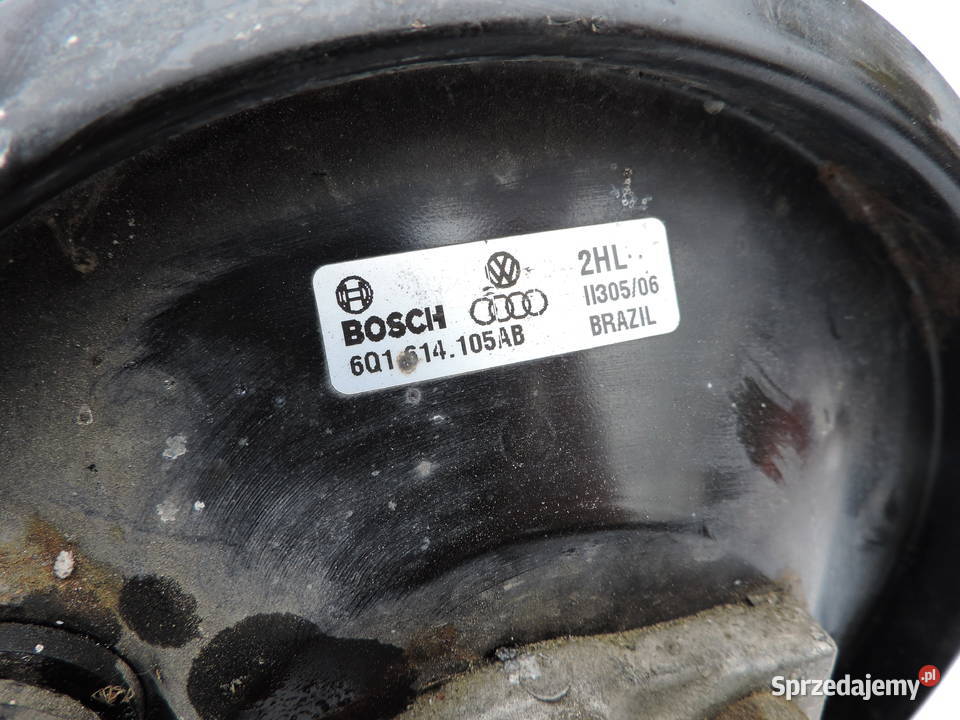 BOSCH
6Q1 614.105AB
2HL..
II305/06
BRAZIL
Sprzedajemy.pl